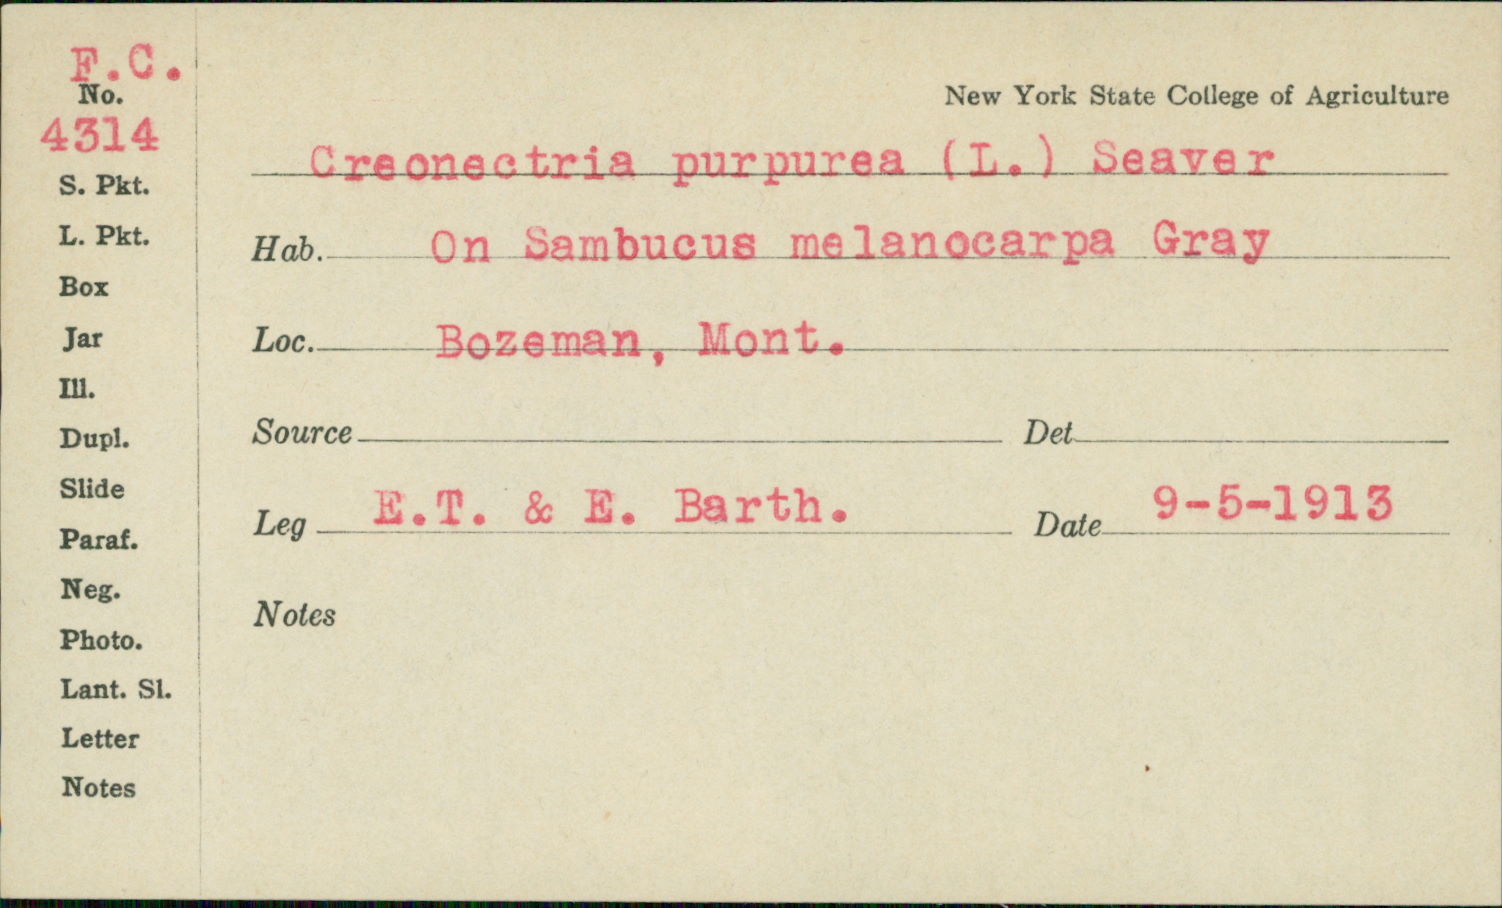 F.C.
No.
4314
S. Pkt.
L. Pkt.
Box
Jar
Ill.
Dupl.
Slide
Paraf.
Neg.
Photo.
Lant. Sl.
Letter
Notes
New York State College of Agriculture
Creonectria purpurea (L.) Seaver
Hab. On Sambucus melanocarpa Gray
Loc. Bozeman, Mont.
Source Det
Leg E.T. & E. Barth. Date 9-5-1913
Notes